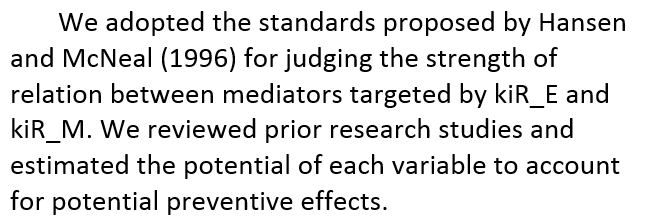 We adopted the standards proposed by Hansen
and McNeal (1996) for judging the strength of
relation between mediators targeted by kiR_E and
kiR_M. We reviewed prior research studies and
estimated the potential of each variable to account
for potential preventive effects.